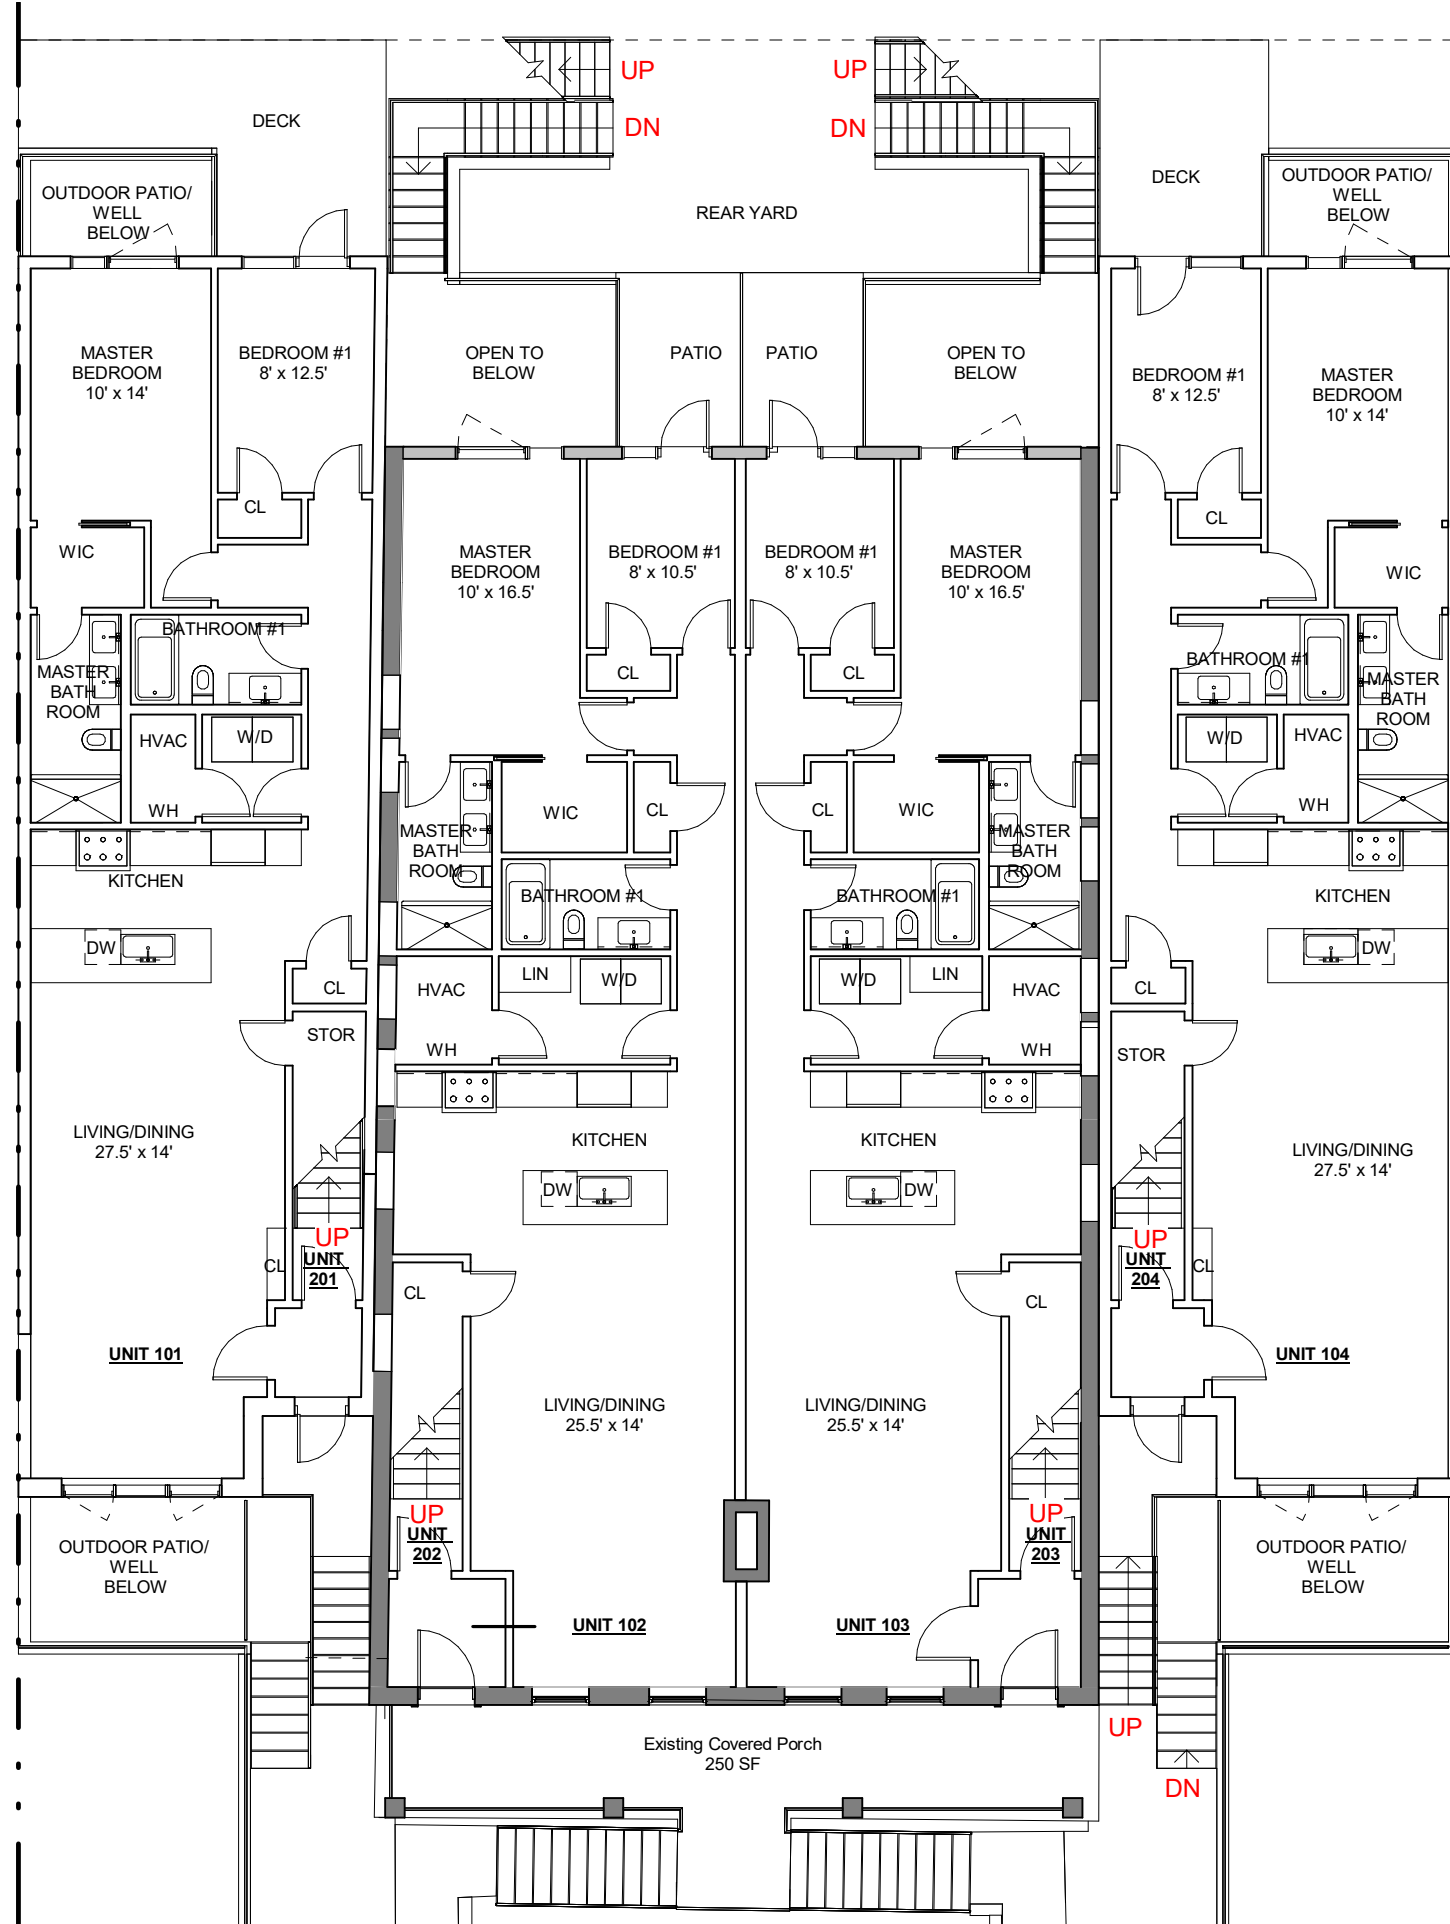 UP
UP
DN
DN
DECK
DECK
OUTDOOR PATIO/
WELL
BELOW
OUTDOOR PATIO/
WELL
BELOW
REAR YARD
MASTER
BEDROOM
10' x 14'
BEDROOM #1
8' x 12.5'
OPEN TO
BELOW
PATIO
PATIO
OPEN TO
BELOW
BEDROOM #1
8' x 12.5'
MASTER
BEDROOM
10' x 14'
CL
CL
WIC
MASTER
BEDROOM
10' x 16.5'
BEDROOM #1
8' x 10.5'
BEDROOM #1
8' x 10.5'
MASTER
BEDROOM
10' x 16.5'
WIC
BATHROOM #1
MASTER
BATH
ROOM
CL
CL
BATHROOM #1
MASTER
BATH
ROOM
HVAC
W/D
WH
W/D
HVAC
WH
WIC
CL
CL
WIC
MASTER
BATH
ROOM
MASTER
BATH
ROOM
KITCHEN
BATHROOM #1
BATHROOM #1
KITCHEN
DW
DW
CL
HVAC
LIN
W/D
W/D
LIN
HVAC
CL
STOR
WH
WH
STOR
LIVING/DINING
27.5' x 14'
KITCHEN
KITCHEN
LIVING/DINING
27.5' x 14'
DW
DW
UP
UNIT
201
CL
UP
UNIT
204
CL
CL
CL
UNIT 101
UNIT 104
LIVING/DINING
25.5' x 14'
LIVING/DINING
25.5' x 14'
UP
UNIT
202
UP
UNIT
203
OUTDOOR PATIO/
WELL
BELOW
OUTDOOR PATIO/
WELL
BELOW
UNIT 102
UNIT 103
UP
Existing Covered Porch
250 SF
DN